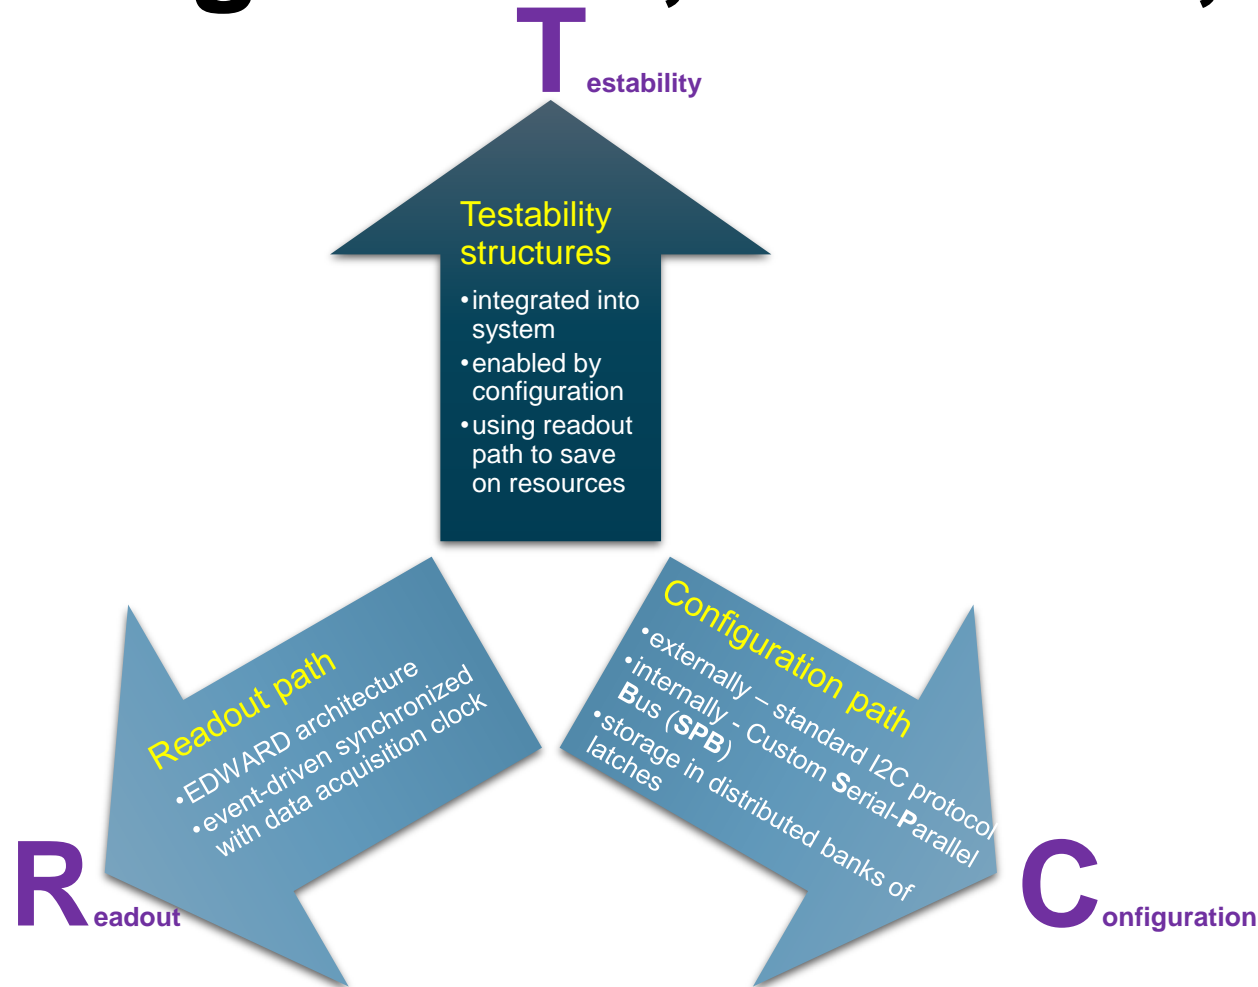 Testability
Testability
structures
•integrated into
system
•enabled by
configuration
•using readout
path to save
on resources
Readout path
•EDWARD architecture
•event-driven synchronized
with data acquisition clock
Configuration path
•externally – standard I2C protocol
•internally - Custom Serial-Parallel
Bus (SPB)
•storage in distributed banks of
latches
Readout
Configuration